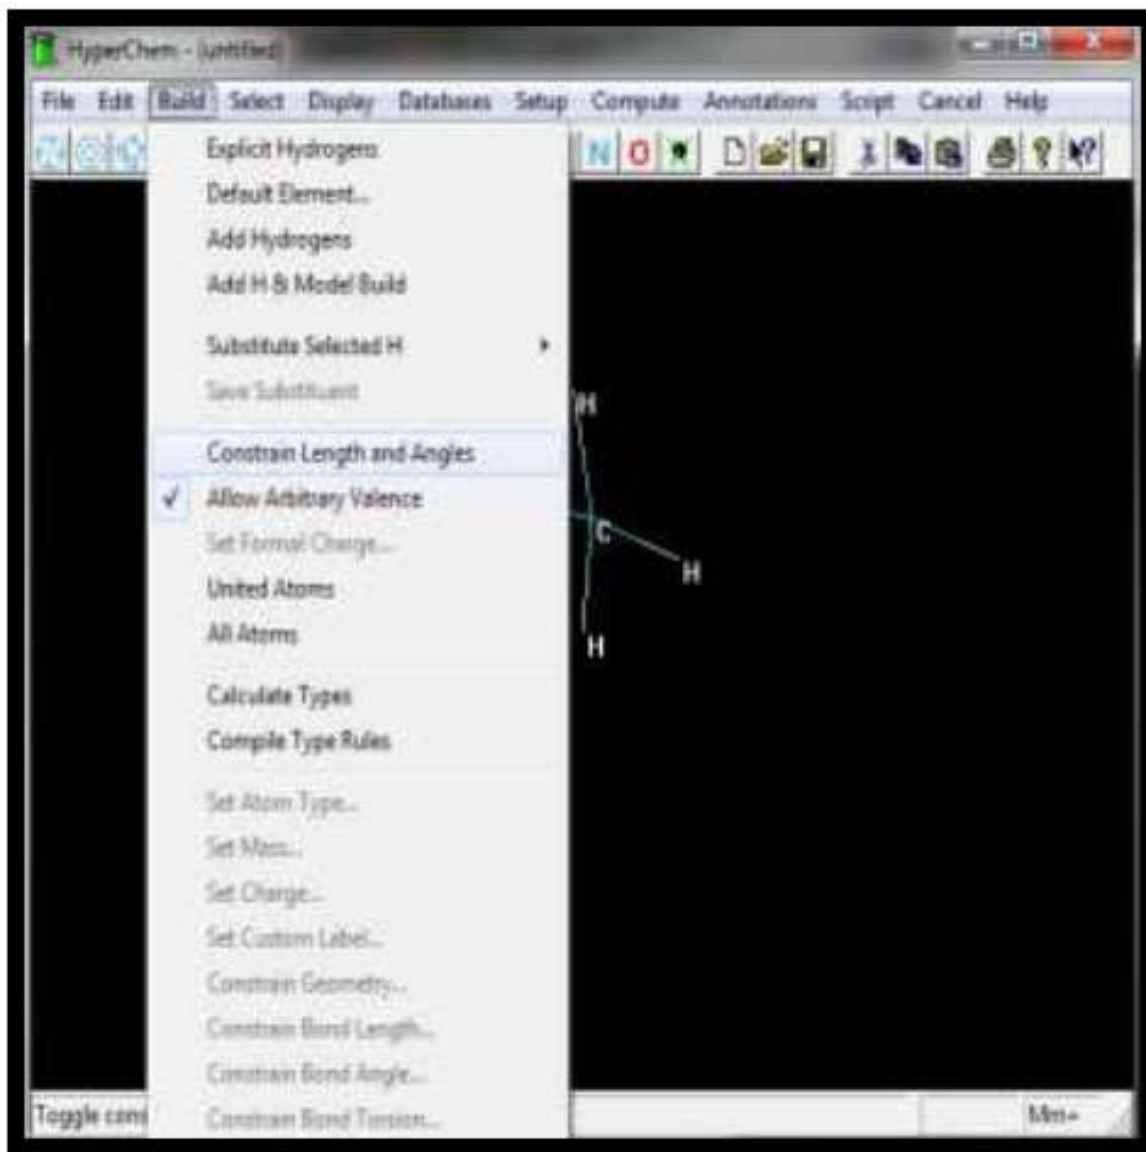 HyperChem - (untitled)
File Edit Build Select Display Databases Setup Compute Annotations Script Cancel Help
N O
Explicit Hydrogens
Default Element...
Add Hydrogens
Add H & Model Build
Substitute Selected H
Save Substituent
Constrain Length and Angles
Allow Arbitrary Valence
Set Formal Charge...
United Atoms
All Atoms
Calculate Types
Compile Type Rules
Set Atom Type...
Set Mass...
Set Charge...
Set Custom Label...
Constrain Geometry...
Constrain Bond Length...
Constrain Bond Angle...
Constrain Bond Torsion...
H
C
H
H
Toggle cons
Mm+